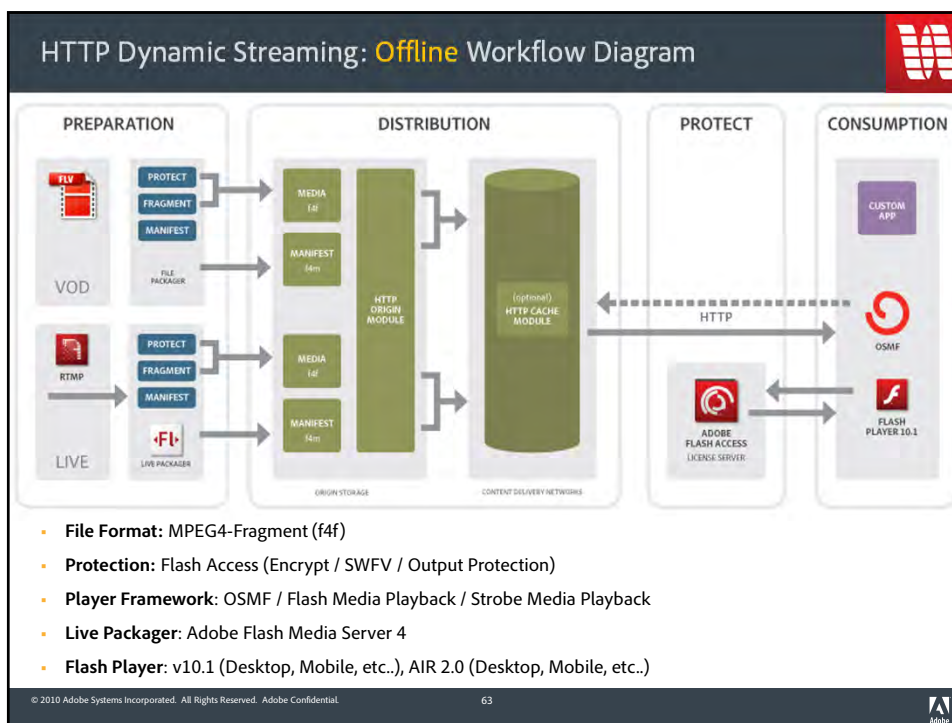 HTTP Dynamic Streaming: Offline Workflow Diagram
PREPARATION
DISTRIBUTION
PROTECT
CONSUMPTION
FLV
VOD
PROTECT
FRAGMENT
MANIFEST
FILE
PACKAGER
RTMP
LIVE
PROTECT
FRAGMENT
MANIFEST
Fl
LIVE PACKAGER
MEDIA
f4f
MANIFEST
f4m
MEDIA
f4f
MANIFEST
f4m
HTTP
ORIGIN
MODULE
ORIGIN STORAGE
(optional)
HTTP CACHE
MODULE
CONTENT DELIVERY NETWORKS
HTTP
ADOBE
FLASH ACCESS
LICENSE SERVER
CUSTOM
APP
OSMF
FLASH
PLAYER 10.1
▪ File Format: MPEG4-Fragment (f4f)
▪ Protection: Flash Access (Encrypt / SWFV / Output Protection)
▪ Player Framework: OSMF / Flash Media Playback / Strobe Media Playback
▪ Live Packager: Adobe Flash Media Server 4
▪ Flash Player: v10.1 (Desktop, Mobile, etc..), AIR 2.0 (Desktop, Mobile, etc..)
© 2010 Adobe Systems Incorporated. All Rights Reserved. Adobe Confidential.
63
Adobe